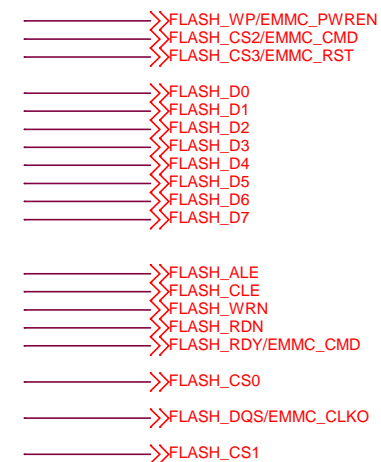 FLASH_WP/EMMC_PWREN
FLASH_CS2/EMMC_CMD
FLASH_CS3/EMMC_RST
FLASH_D0
FLASH_D1
FLASH_D2
FLASH_D3
FLASH_D4
FLASH_D5
FLASH_D6
FLASH_D7
FLASH_ALE
FLASH_CLE
FLASH_WRN
FLASH_RDN
FLASH_RDY/EMMC_CMD
FLASH_CS0
FLASH_DQS/EMMC_CLKO
FLASH_CS1